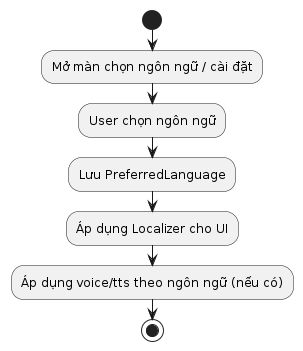 Mở màn chọn ngôn ngữ / cài đặt
User chọn ngôn ngữ
Lưu PreferredLanguage
Áp dụng Localizer cho UI
Áp dụng voice/tts theo ngôn ngữ (nếu có)